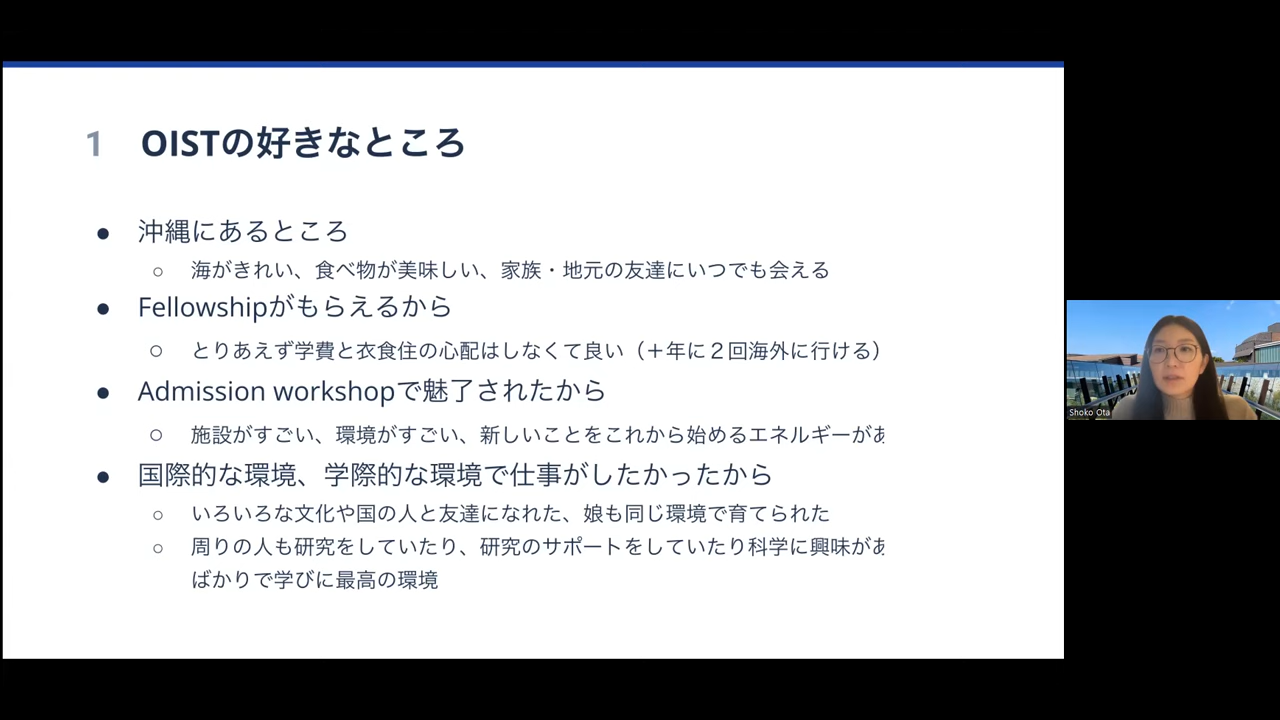 1 OISTの好きなところ
● 沖縄にあるところ
○ 海がきれい、食べ物が美味しい、家族・地元の友達にいつでも会える
● Fellowshipがもらえるから
○ とりあえず学費と衣食住の心配はしなくて良い（＋年に２回海外に行ける）
● Admission workshopで魅了されたから
○ 施設がすごい、環境がすごい、新しいことをこれから始めるエネルギーがあ
● 国際的な環境、学際的な環境で仕事がしたかったから
○ いろいろな文化や国の人と友達になれた、娘も同じ環境で育てられた
○ 周りの人も研究をしていたり、研究のサポートをしていたり科学に興味があ
ばかりで学びに最高の環境
Shoko Ota